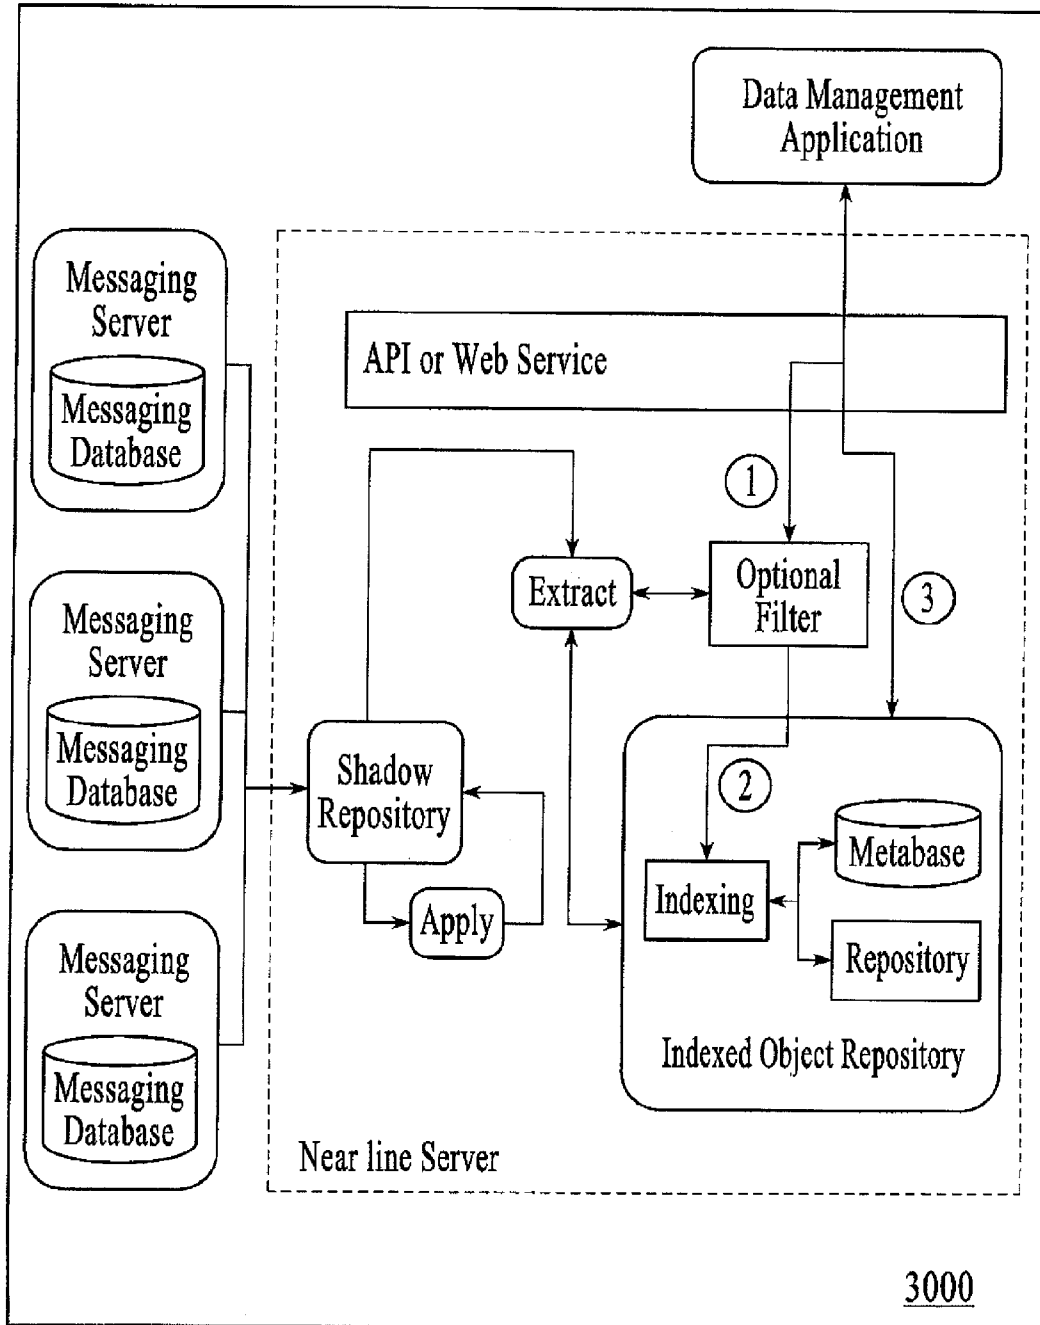 Data Management
Application
Messaging
Server
Messaging
Database
API or Web Service
1
Extract
Optional
Filter
3
Messaging
Server
Messaging
Database
Shadow
Repository
2
Metabase
Indexing
Apply
Repository
Indexed Object Repository
Messaging
Server
Messaging
Database
Near line Server
3000